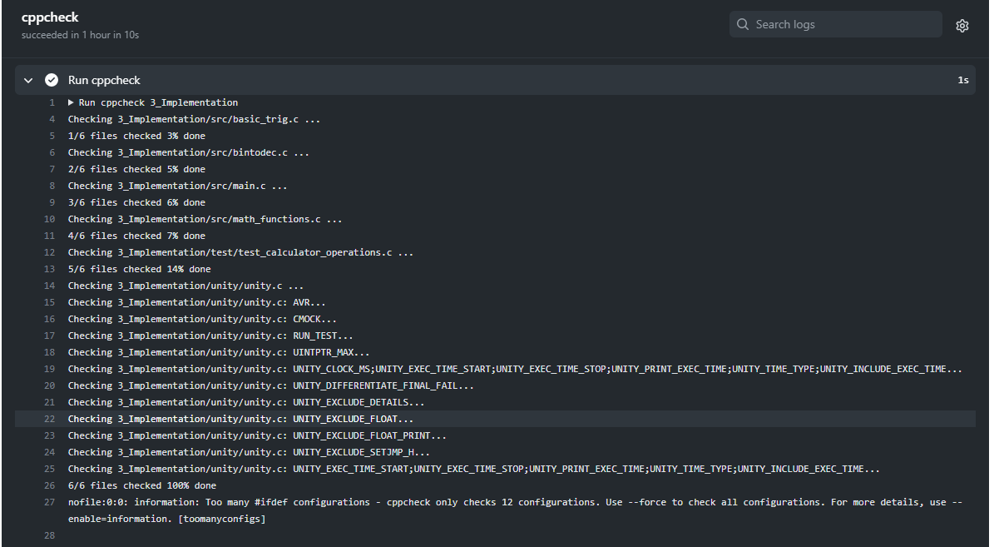 cppcheck
succeeded in 1 hour in 10s
Search logs
Run cppcheck 1s
1 ▶ Run cppcheck 3_Implementation
4 Checking 3_Implementation/src/basic_trig.c ...
5 1/6 files checked 3% done
6 Checking 3_Implementation/src/bintodec.c ...
7 2/6 files checked 5% done
8 Checking 3_Implementation/src/main.c ...
9 3/6 files checked 6% done
10 Checking 3_Implementation/src/math_functions.c ...
11 4/6 files checked 7% done
12 Checking 3_Implementation/test/test_calculator_operations.c ...
13 5/6 files checked 14% done
14 Checking 3_Implementation/unity/unity.c ...
15 Checking 3_Implementation/unity/unity.c: AVR...
16 Checking 3_Implementation/unity/unity.c: CMOCK...
17 Checking 3_Implementation/unity/unity.c: RUN_TEST...
18 Checking 3_Implementation/unity/unity.c: UINTPTR_MAX...
19 Checking 3_Implementation/unity/unity.c: UNITY_CLOCK_MS;UNITY_EXEC_TIME_START;UNITY_EXEC_TIME_STOP;UNITY_PRINT_EXEC_TIME;UNITY_TIME_TYPE;UNITY_INCLUDE_EXEC_TIME...
20 Checking 3_Implementation/unity/unity.c: UNITY_DIFFERENTIATE_FINAL_FAIL...
21 Checking 3_Implementation/unity/unity.c: UNITY_EXCLUDE_DETAILS...
22 Checking 3_Implementation/unity/unity.c: UNITY_EXCLUDE_FLOAT...
23 Checking 3_Implementation/unity/unity.c: UNITY_EXCLUDE_FLOAT_PRINT...
24 Checking 3_Implementation/unity/unity.c: UNITY_EXCLUDE_SETJMP_H...
25 Checking 3_Implementation/unity/unity.c: UNITY_EXEC_TIME_START;UNITY_EXEC_TIME_STOP;UNITY_PRINT_EXEC_TIME;UNITY_TIME_TYPE;UNITY_INCLUDE_EXEC_TIME...
26 6/6 files checked 100% done
27 nofile:0:0: information: Too many #ifdef configurations - cppcheck only checks 12 configurations. Use --force to check all configurations. For more details, use --
enable=information. [toomanyconfigs]
28